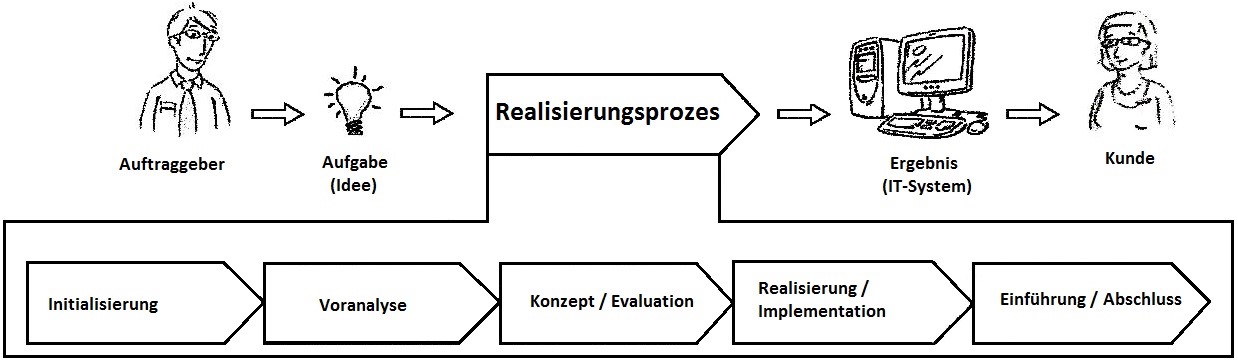 Realisierungsprozes
Auftraggeber
Aufgabe
(Idee)
Ergebnis
(IT-System)
Kunde
Initialisierung
Voranalyse
Konzept / Evaluation
Realisierung /
Implementation
Einführung / Abschluss